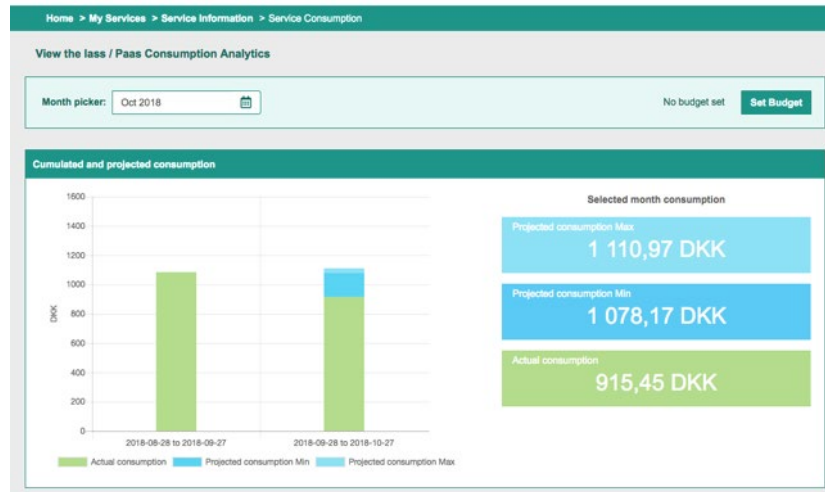 Home > My Services > Service Information > Service Consumption
View the Iass / Paas Consumption Analytics
Month picker: Oct 2018 No budget set Set Budget
Cumulated and projected consumption
1600
1400
1200
1000
800
600
400
200
0
DKK
2018-08-28 to 2018-09-27 2018-09-28 to 2018-10-27
Actual consumption Projected consumption Min Projected consumption Max
Selected month consumption
Projected consumption Max
1 110,97 DKK
Projected consumption Min
1 078,17 DKK
Actual consumption
915,45 DKK